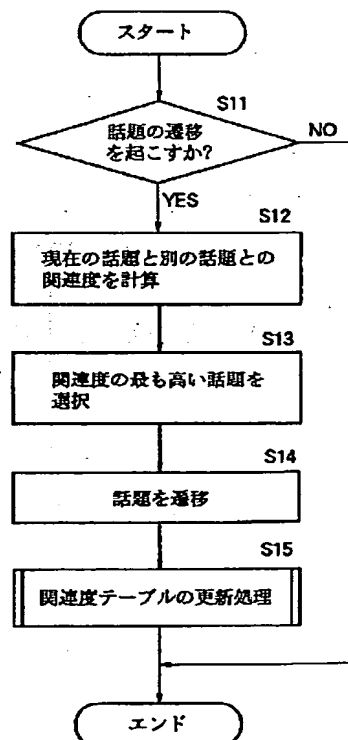 スタート
S11
話題の遷移
を起こすか?
NO
YES
S12
現在の話題と別の話題との
関連度を計算
S13
関連度の最も高い話題を
選択
S14
話題を遷移
S15
関連度テーブルの更新処理
エンド